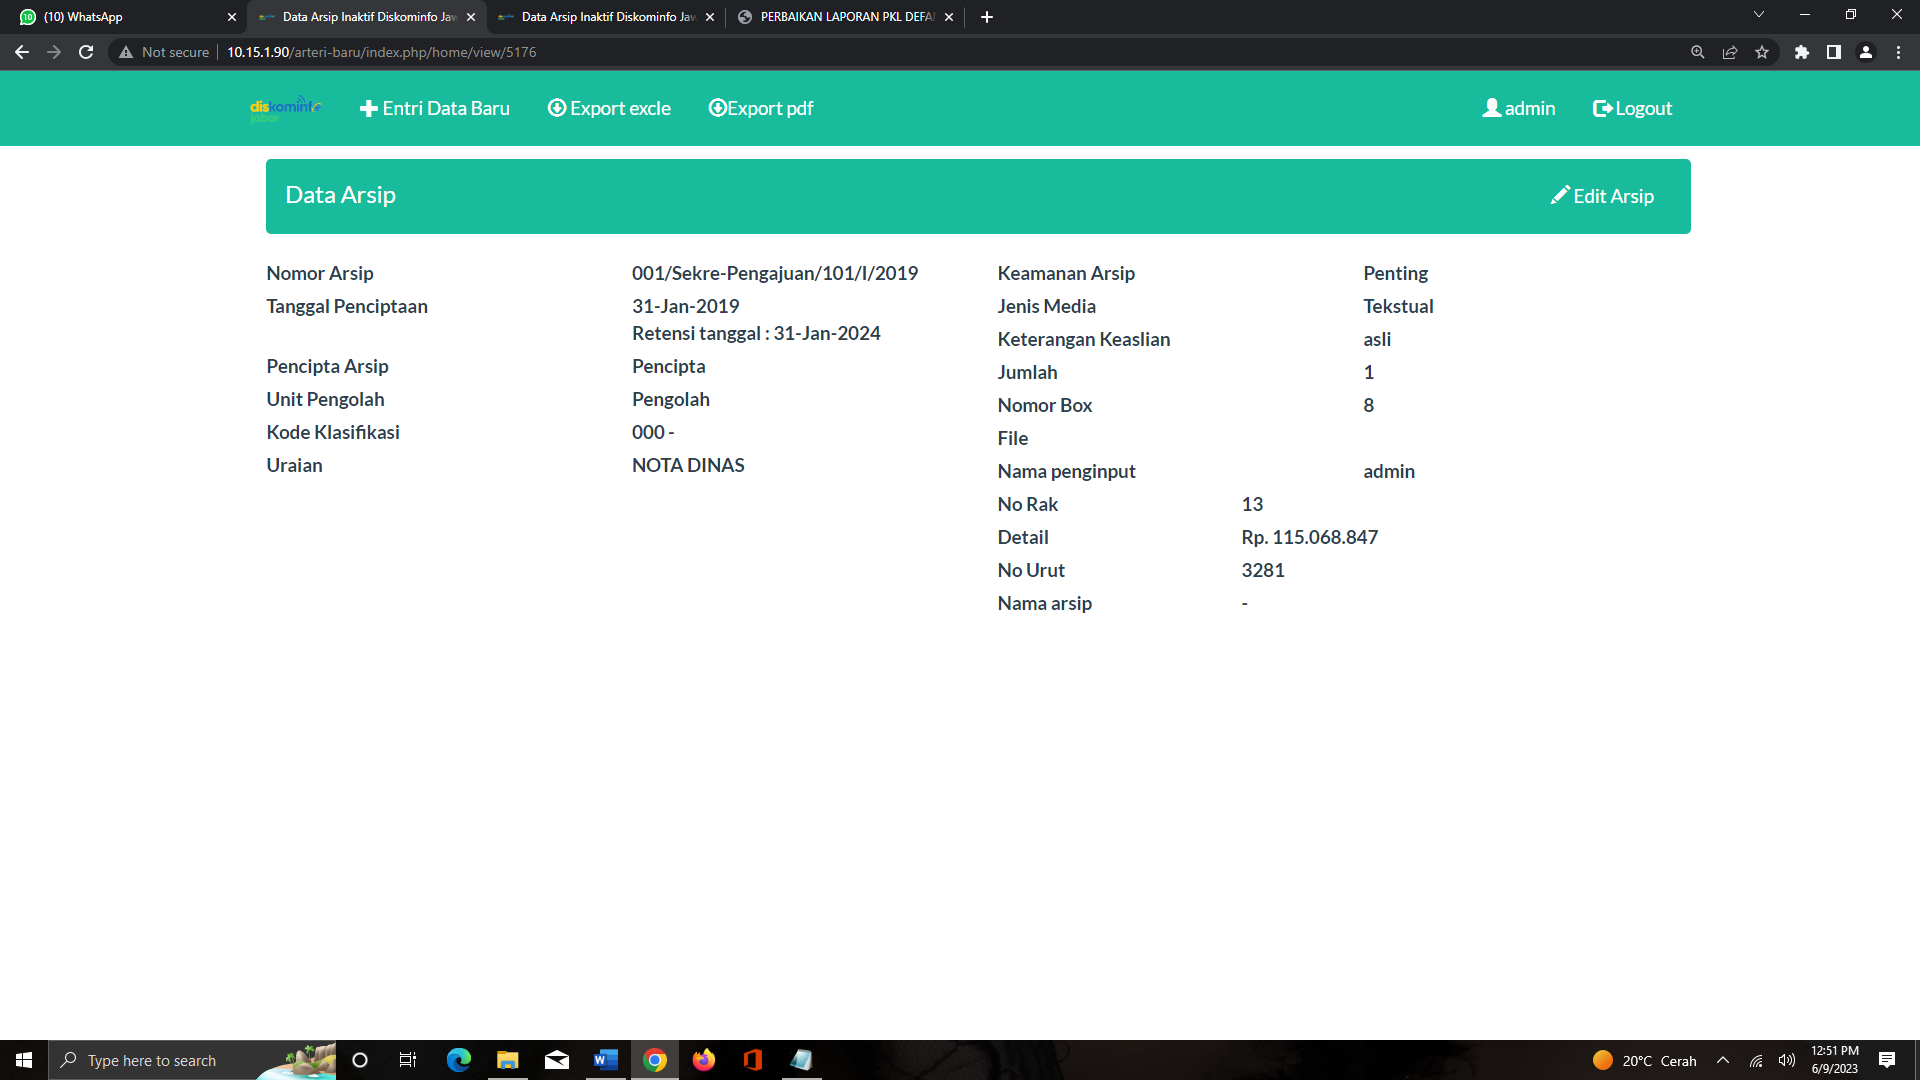 (10) WhatsApp
Data Arsip Inaktif Diskominfo Jaw
Data Arsip Inaktif Diskominfo Jaw
PERBAIKAN LAPORAN PKL DEFA
Not secure
10.15.1.90/arteri-baru/index.php/home/view/5176
diskominfo
jabar
Entri Data Baru
Export excle
Export pdf
admin
Logout
Data Arsip
Edit Arsip
Nomor Arsip 001/Sekre-Pengajuan/101/I/2019
Tanggal Penciptaan 31-Jan-2019
Retensi tanggal : 31-Jan-2024
Pencipta Arsip Pencipta
Unit Pengolah Pengolah
Kode Klasifikasi 000 -
Uraian NOTA DINAS
Keamanan Arsip Penting
Jenis Media Tekstual
Keterangan Keaslian asli
Jumlah 1
Nomor Box 8
File
Nama penginput admin
No Rak 13
Detail Rp. 115.068.847
No Urut 3281
Nama arsip -
Type here to search
20°C Cerah
12:51 PM
6/9/2023